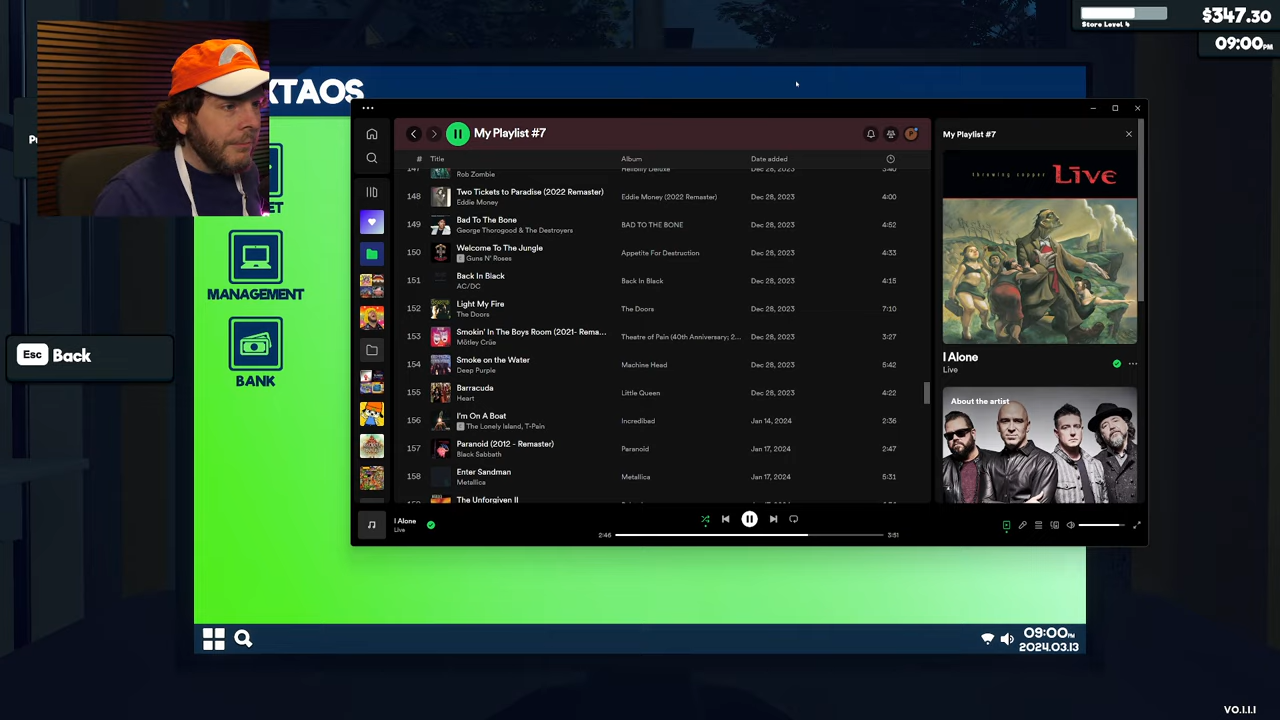 $347.30
Store Level 4
09:00PM
XTAOS
My Playlist #7
My Playlist #7
# Title Album Date added
147 Rob Zombie Hellbilly Deluxe Dec 28, 2023 3:40
148 Two Tickets to Paradise (2022 Remaster) Eddie Money (2022 Remaster) Dec 28, 2023 4:00
Eddie Money
149 Bad To The Bone BAD TO THE BONE Dec 28, 2023 4:52
George Thorogood & The Destroyers
150 Welcome To The Jungle Appetite For Destruction Dec 28, 2023 4:33
E Guns N' Roses
151 Back In Black Back In Black Dec 28, 2023 4:15
AC/DC
152 Light My Fire The Doors Dec 28, 2023 7:10
The Doors
153 Smokin' In The Boys Room (2021- Rema... Theatre of Pain (40th Anniversary; 2... Dec 28, 2023 3:27
Mötley Crüe
154 Smoke on the Water Machine Head Dec 28, 2023 5:42
Deep Purple
155 Barracuda Little Queen Dec 28, 2023 4:22
Heart
156 I'm On A Boat Incredibad Jan 14, 2024 2:36
E The Lonely Island, T-Pain
157 Paranoid (2012 - Remaster) Paranoid Jan 17, 2024 2:47
Black Sabbath
158 Enter Sandman Metallica Jan 17, 2024 5:31
Metallica
The Unforgiven II
throwing copper LIVE
I Alone
Live
About the artist
I Alone
Live
2:46
3:51
MANAGEMENT
BANK
Esc Back
09:00PM
2024.03.13
V0.1.1.1